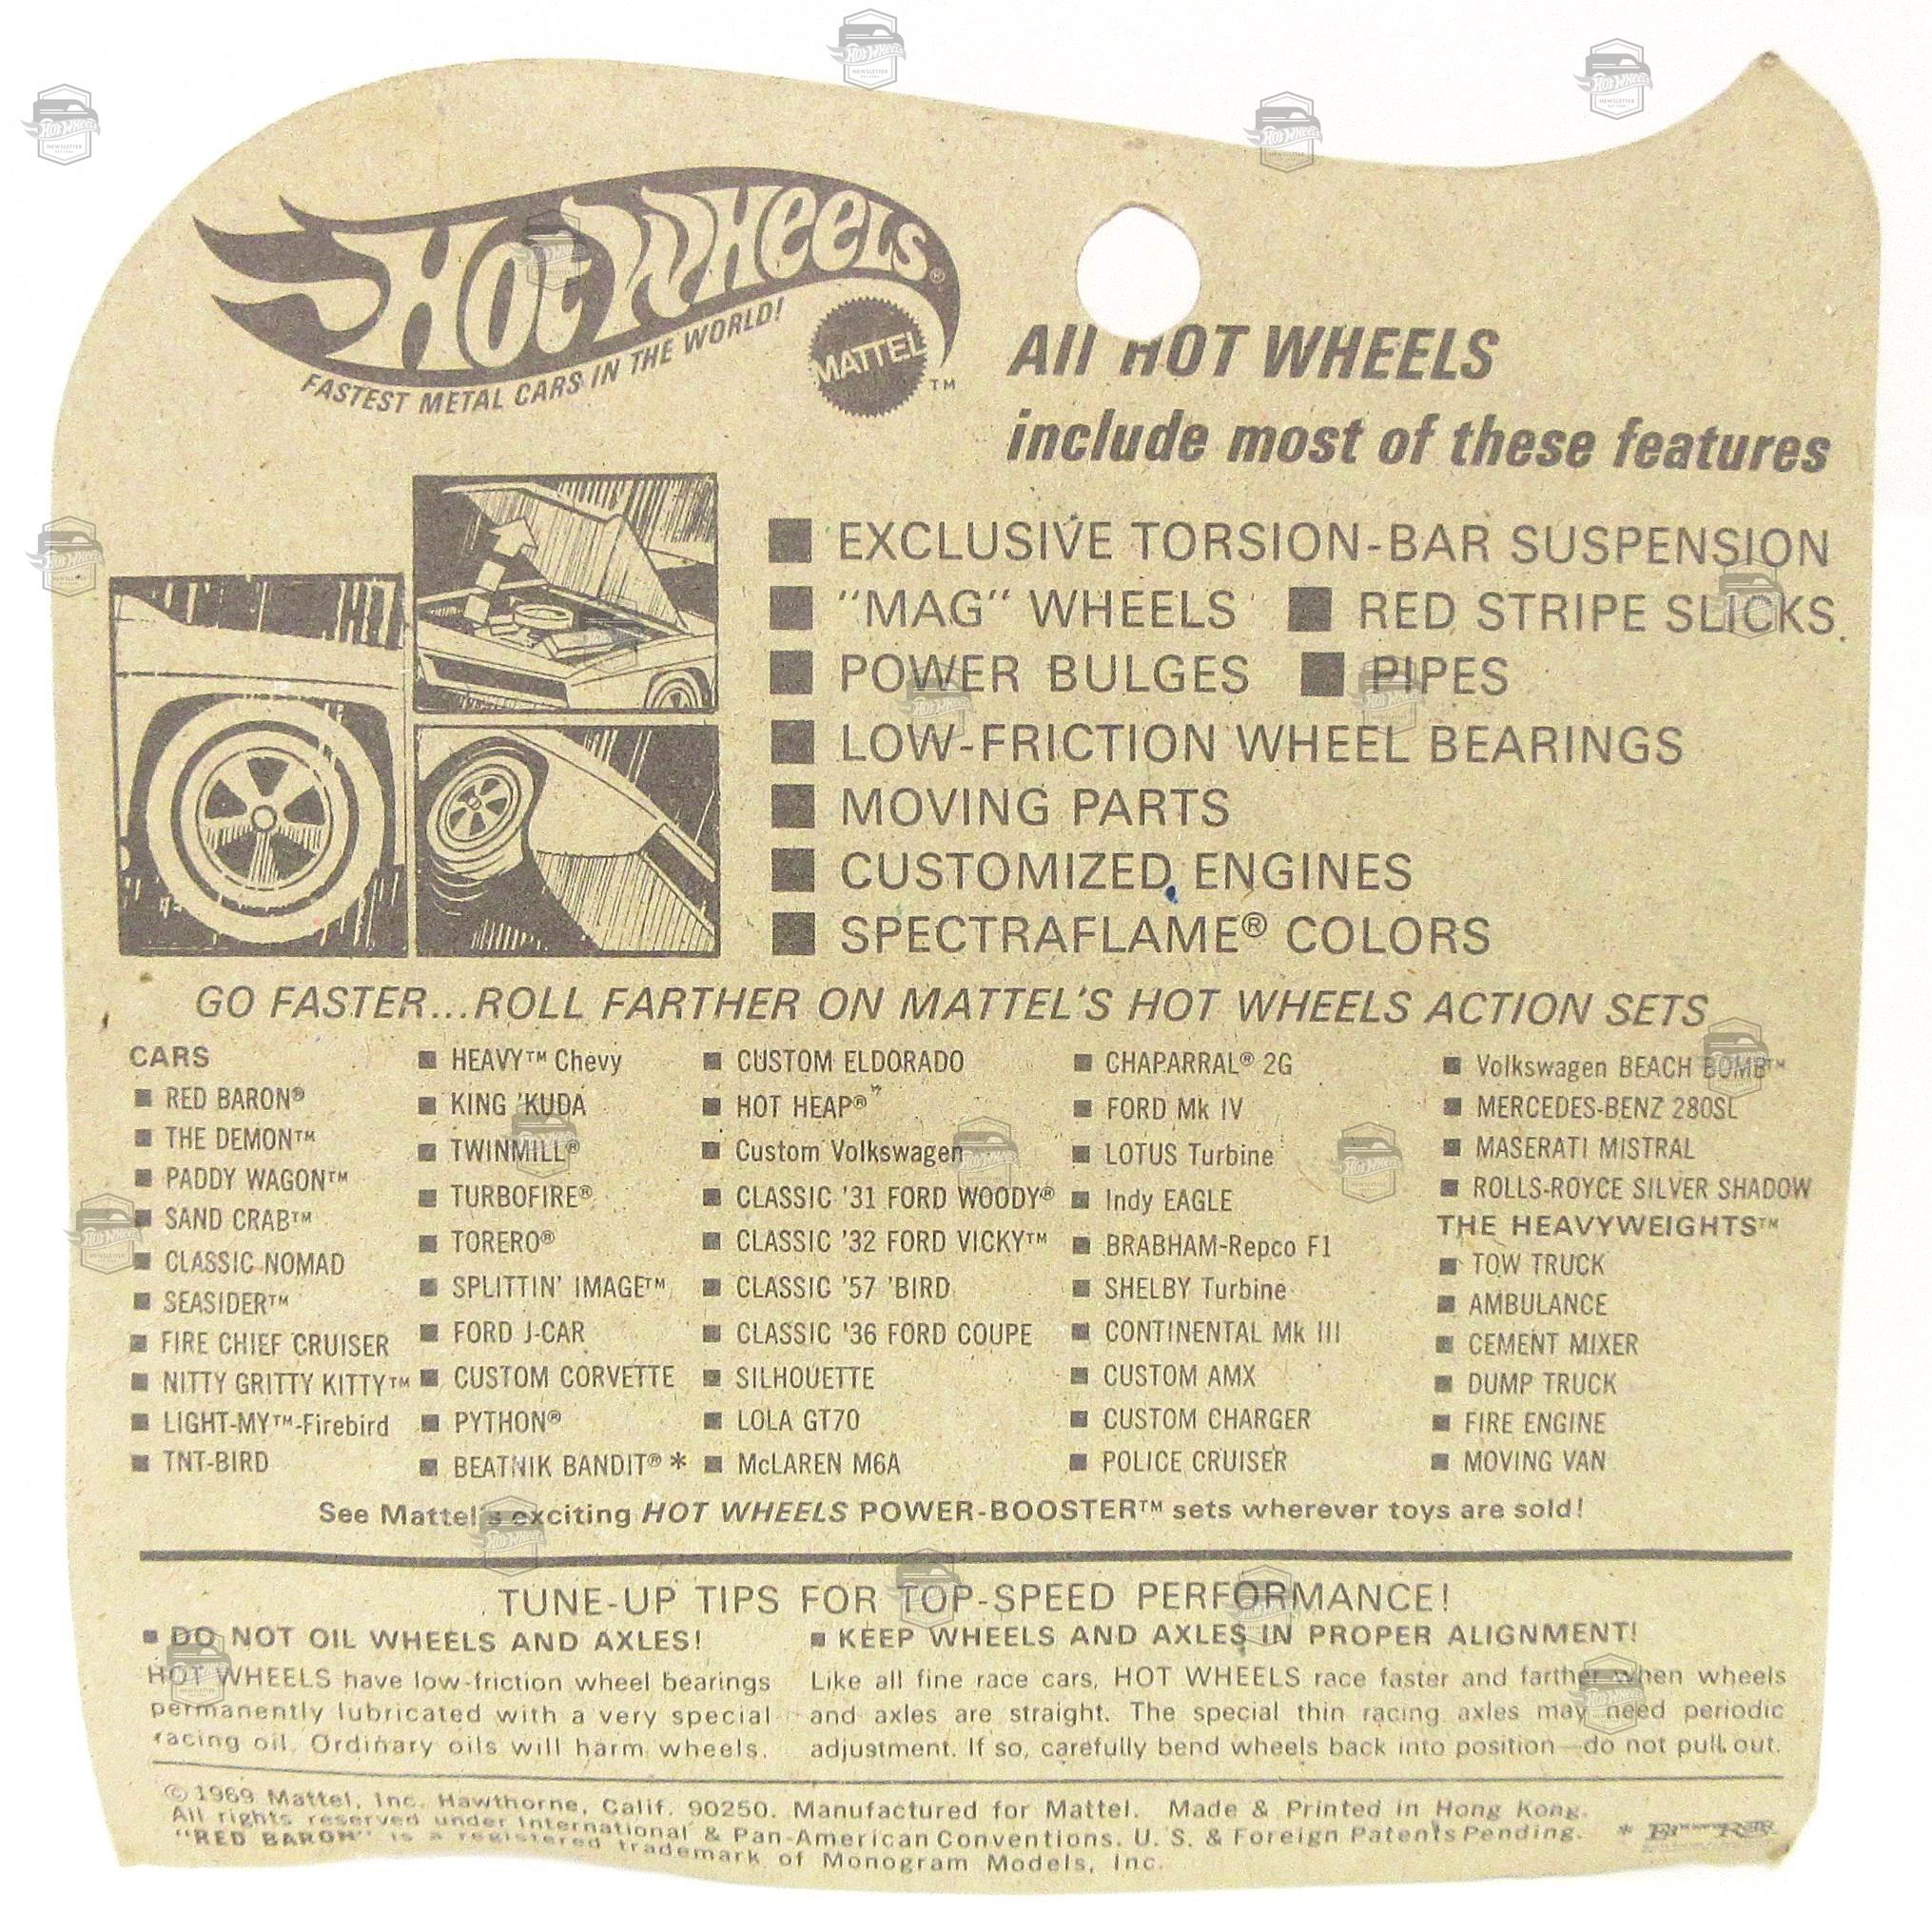 HOT WHEELS®
FASTEST METAL CARS IN THE WORLD!
MATTEL
TM
All HOT WHEELS
include most of these features
■ EXCLUSIVE TORSION-BAR SUSPENSION
■ "MAG" WHEELS ■ RED STRIPE SLICKS
■ POWER BULGES ■ PIPES
■ LOW-FRICTION WHEEL BEARINGS
■ MOVING PARTS
■ CUSTOMIZED ENGINES
■ SPECTRAFLAME® COLORS
GO FASTER...ROLL FARTHER ON MATTEL'S HOT WHEELS ACTION SETS
CARS
■ RED BARON®
■ THE DEMON™
■ PADDY WAGON™
■ SAND CRAB™
■ CLASSIC NOMAD
■ SEASIDER™
■ FIRE CHIEF CRUISER
■ NITTY GRITTY KITTY™
■ LIGHT-MY™-Firebird
■ TNT-BIRD
■ HEAVY™ Chevy
■ KING 'KUDA
■ TWINMILL®
■ TURBOFIRE®
■ TORERO®
■ SPLITTIN' IMAGE™
■ FORD J-CAR
■ CUSTOM CORVETTE
■ PYTHON®
■ BEATNIK BANDIT® *
■ CUSTOM ELDORADO
■ HOT HEAP®
■ Custom Volkswagen
■ CLASSIC '31 FORD WOODY®
■ CLASSIC '32 FORD VICKY™
■ CLASSIC '57 'BIRD
■ CLASSIC '36 FORD COUPE
■ SILHOUETTE
■ LOLA GT70
■ McLAREN M6A
■ CHAPARRAL® 2G
■ FORD Mk IV
■ LOTUS Turbine
■ Indy EAGLE
■ BRABHAM-Repco F1
■ SHELBY Turbine
■ CONTINENTAL Mk III
■ CUSTOM AMX
■ CUSTOM CHARGER
■ POLICE CRUISER
■ Volkswagen BEACH BOMB™
■ MERCEDES-BENZ 280SL
■ MASERATI MISTRAL
■ ROLLS-ROYCE SILVER SHADOW
THE HEAVYWEIGHTS™
■ TOW TRUCK
■ AMBULANCE
■ CEMENT MIXER
■ DUMP TRUCK
■ FIRE ENGINE
■ MOVING VAN
See Mattel's exciting HOT WHEELS POWER-BOOSTER™ sets wherever toys are sold!
TUNE-UP TIPS FOR TOP-SPEED PERFORMANCE!
■ DO NOT OIL WHEELS AND AXLES!
HOT WHEELS have low-friction wheel bearings
permanently lubricated with a very special
racing oil. Ordinary oils will harm wheels.
■ KEEP WHEELS AND AXLES IN PROPER ALIGNMENT!
Like all fine race cars, HOT WHEELS race faster and farther when wheels
and axles are straight. The special thin racing axles may need periodic
adjustment. If so, carefully bend wheels back into position—do not pull out.
© 1969 Mattel, Inc. Hawthorne, Calif. 90250. Manufactured for Mattel. Made & Printed in Hong Kong.
All rights reserved under International & Pan-American Conventions. U. S. & Foreign Patents Pending. *
"RED BARON" is a registered trademark of Monogram Models, Inc.